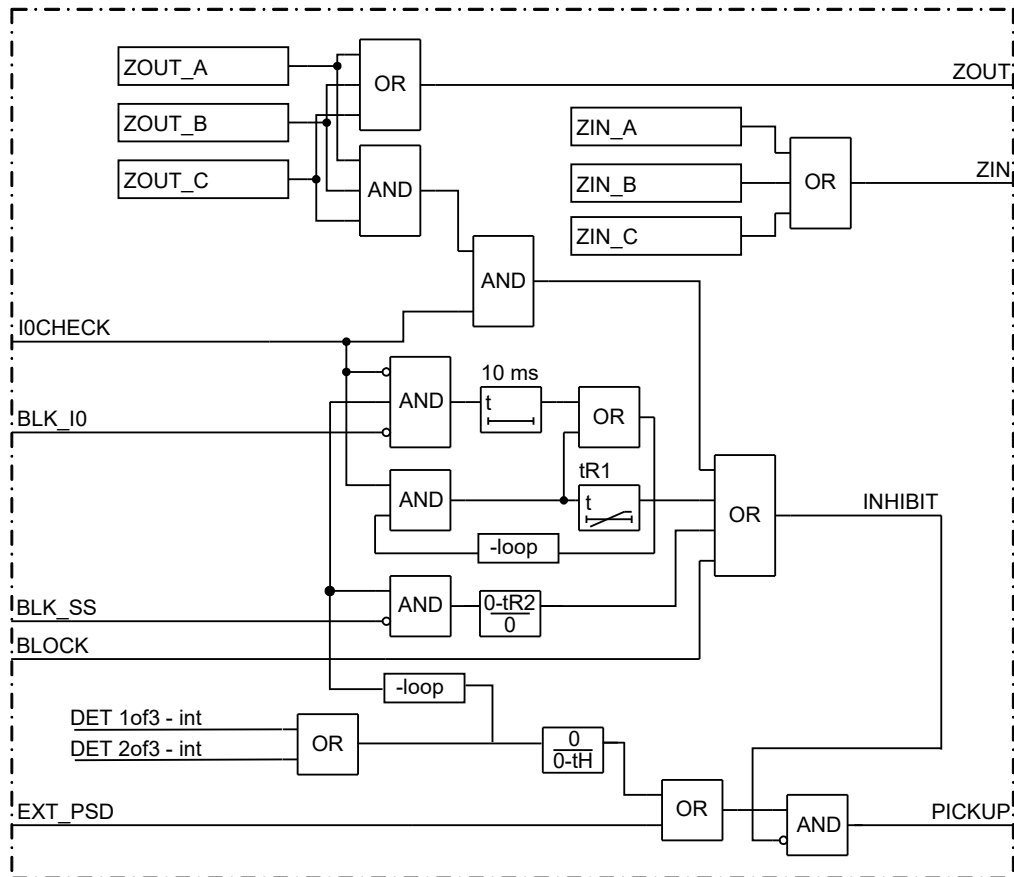 ZOUT_A
OR
ZOUT
ZOUT_B
ZIN_A
ZOUT_C
AND
ZIN_B
OR
ZIN
ZIN_C
AND
I0CHECK
10 ms
AND
t
OR
BLK_I0
tR1
AND
t
OR
INHIBIT
-loop
BLK_SS
AND
0-tR2
0
BLOCK
-loop
DET 1of3 - int
OR
DET 2of3 - int
0
0-tH
EXT_PSD
OR
AND
PICKUP